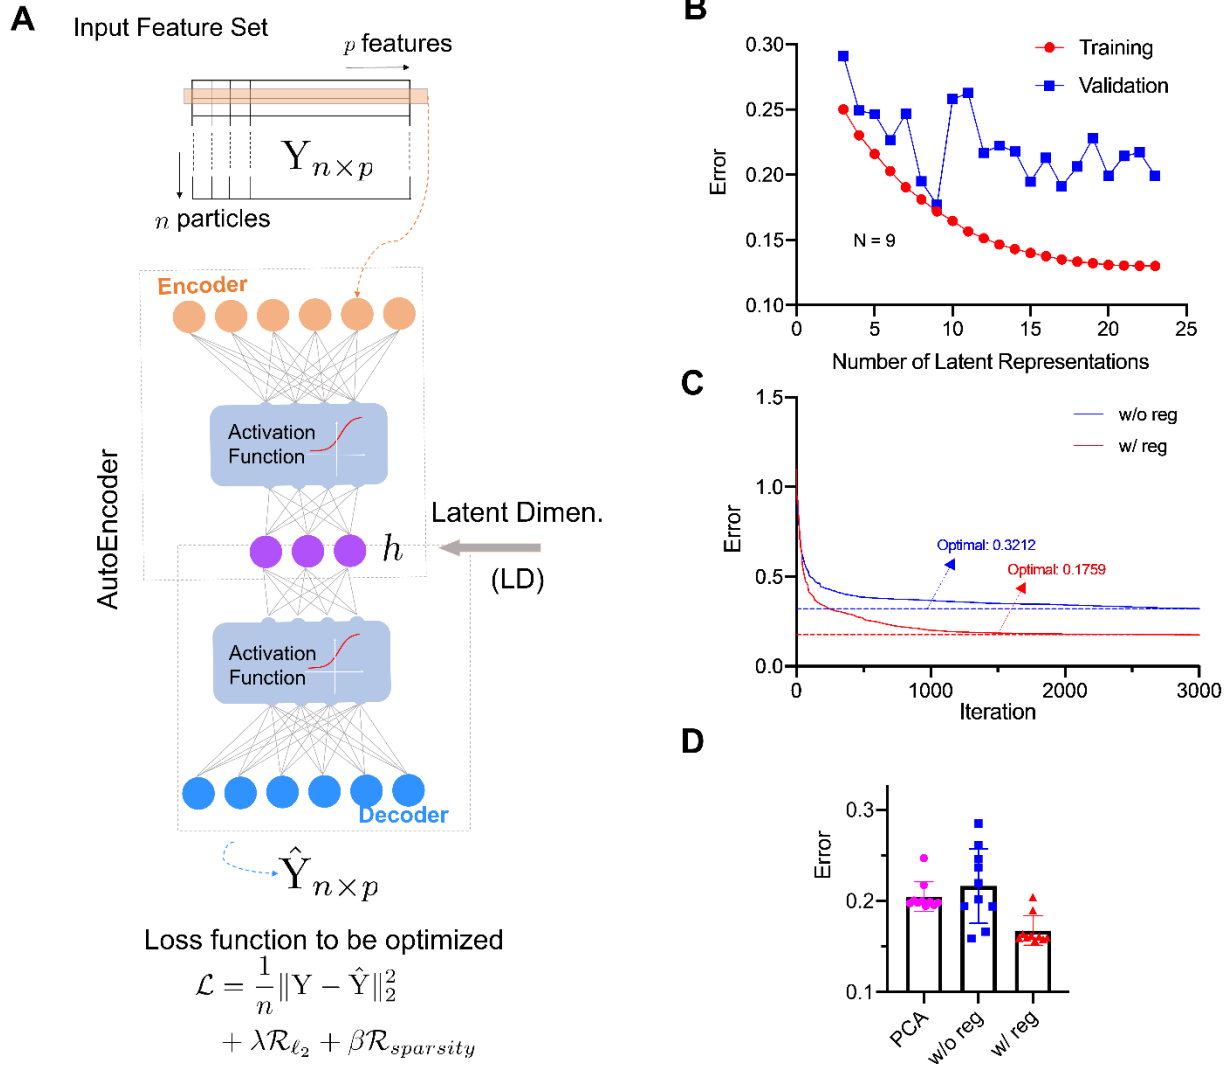 A
Input Feature Set
p features
Y n×p
n particles
Encoder
Activation
Function
AutoEncoder
h
Latent Dimen.
(LD)
Activation
Function
Decoder
Ŷ n×p
Loss function to be optimized
ℒ = 1/n ‖Y − Ŷ‖₂²
+ λℛ_ℓ₂ + βℛ_sparsity
B
0.30
0.25
0.20
0.15
0.10
Error
Training
Validation
N = 9
0 5 10 15 20 25
Number of Latent Representations
C
1.5
1.0
0.5
0.0
Error
w/o reg
w/ reg
Optimal: 0.3212
Optimal: 0.1759
0 1000 2000 3000
Iteration
D
0.3
0.2
0.1
Error
PCA
w/o reg
w/ reg